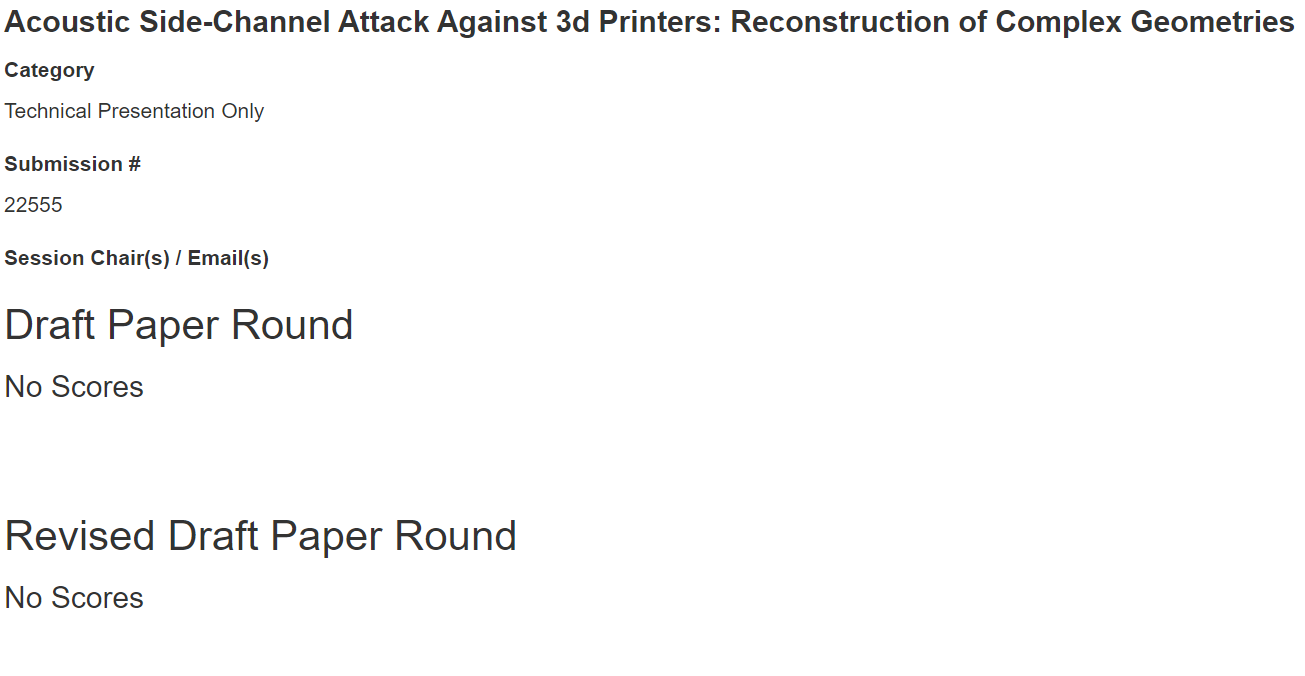 Acoustic Side-Channel Attack Against 3d Printers: Reconstruction of Complex Geometries
Category
Technical Presentation Only
Submission #
22555
Session Chair(s) / Email(s)
Draft Paper Round
No Scores
Revised Draft Paper Round
No Scores